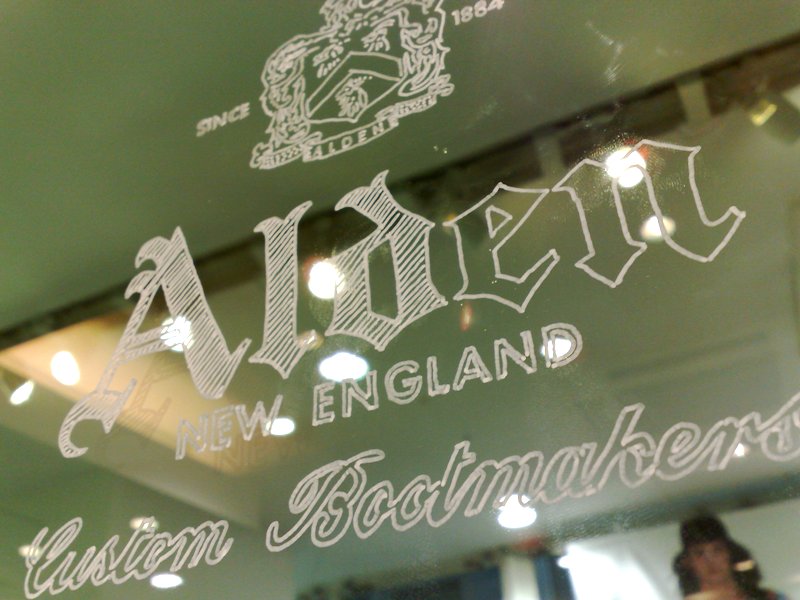 SINCE 1884
ALDEN
Alden
NEW ENGLAND
Custom Bootmakers